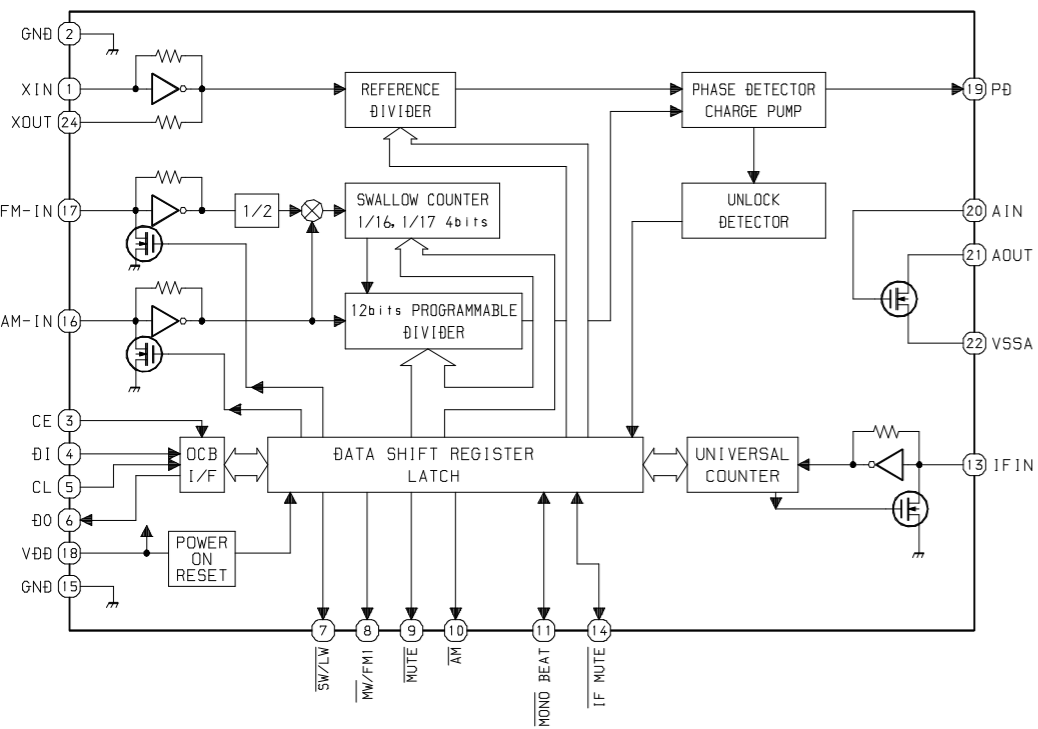 GND 2
XIN 1
XOUT 24
REFERENCE
DIVIDER
PHASE DETECTOR
CHARGE PUMP
19 PD
FM-IN 17
1/2
SWALLOW COUNTER
1/16, 1/17 4bits
UNLOCK
DETECTOR
20 AIN
21 AOUT
AM-IN 16
12bits PROGRAMMABLE
DIVIDER
22 VSSA
CE 3
DI 4
CL 5
DO 6
VDD 18
GND 15
CCB
I/F
DATA SHIFT REGISTER
LATCH
UNIVERSAL
COUNTER
13 IFIN
POWER
ON
RESET
7
8
9
10
11
14
SW/LW
MW/FM1
MUTE
AM
MONO BEAT
IF MUTE